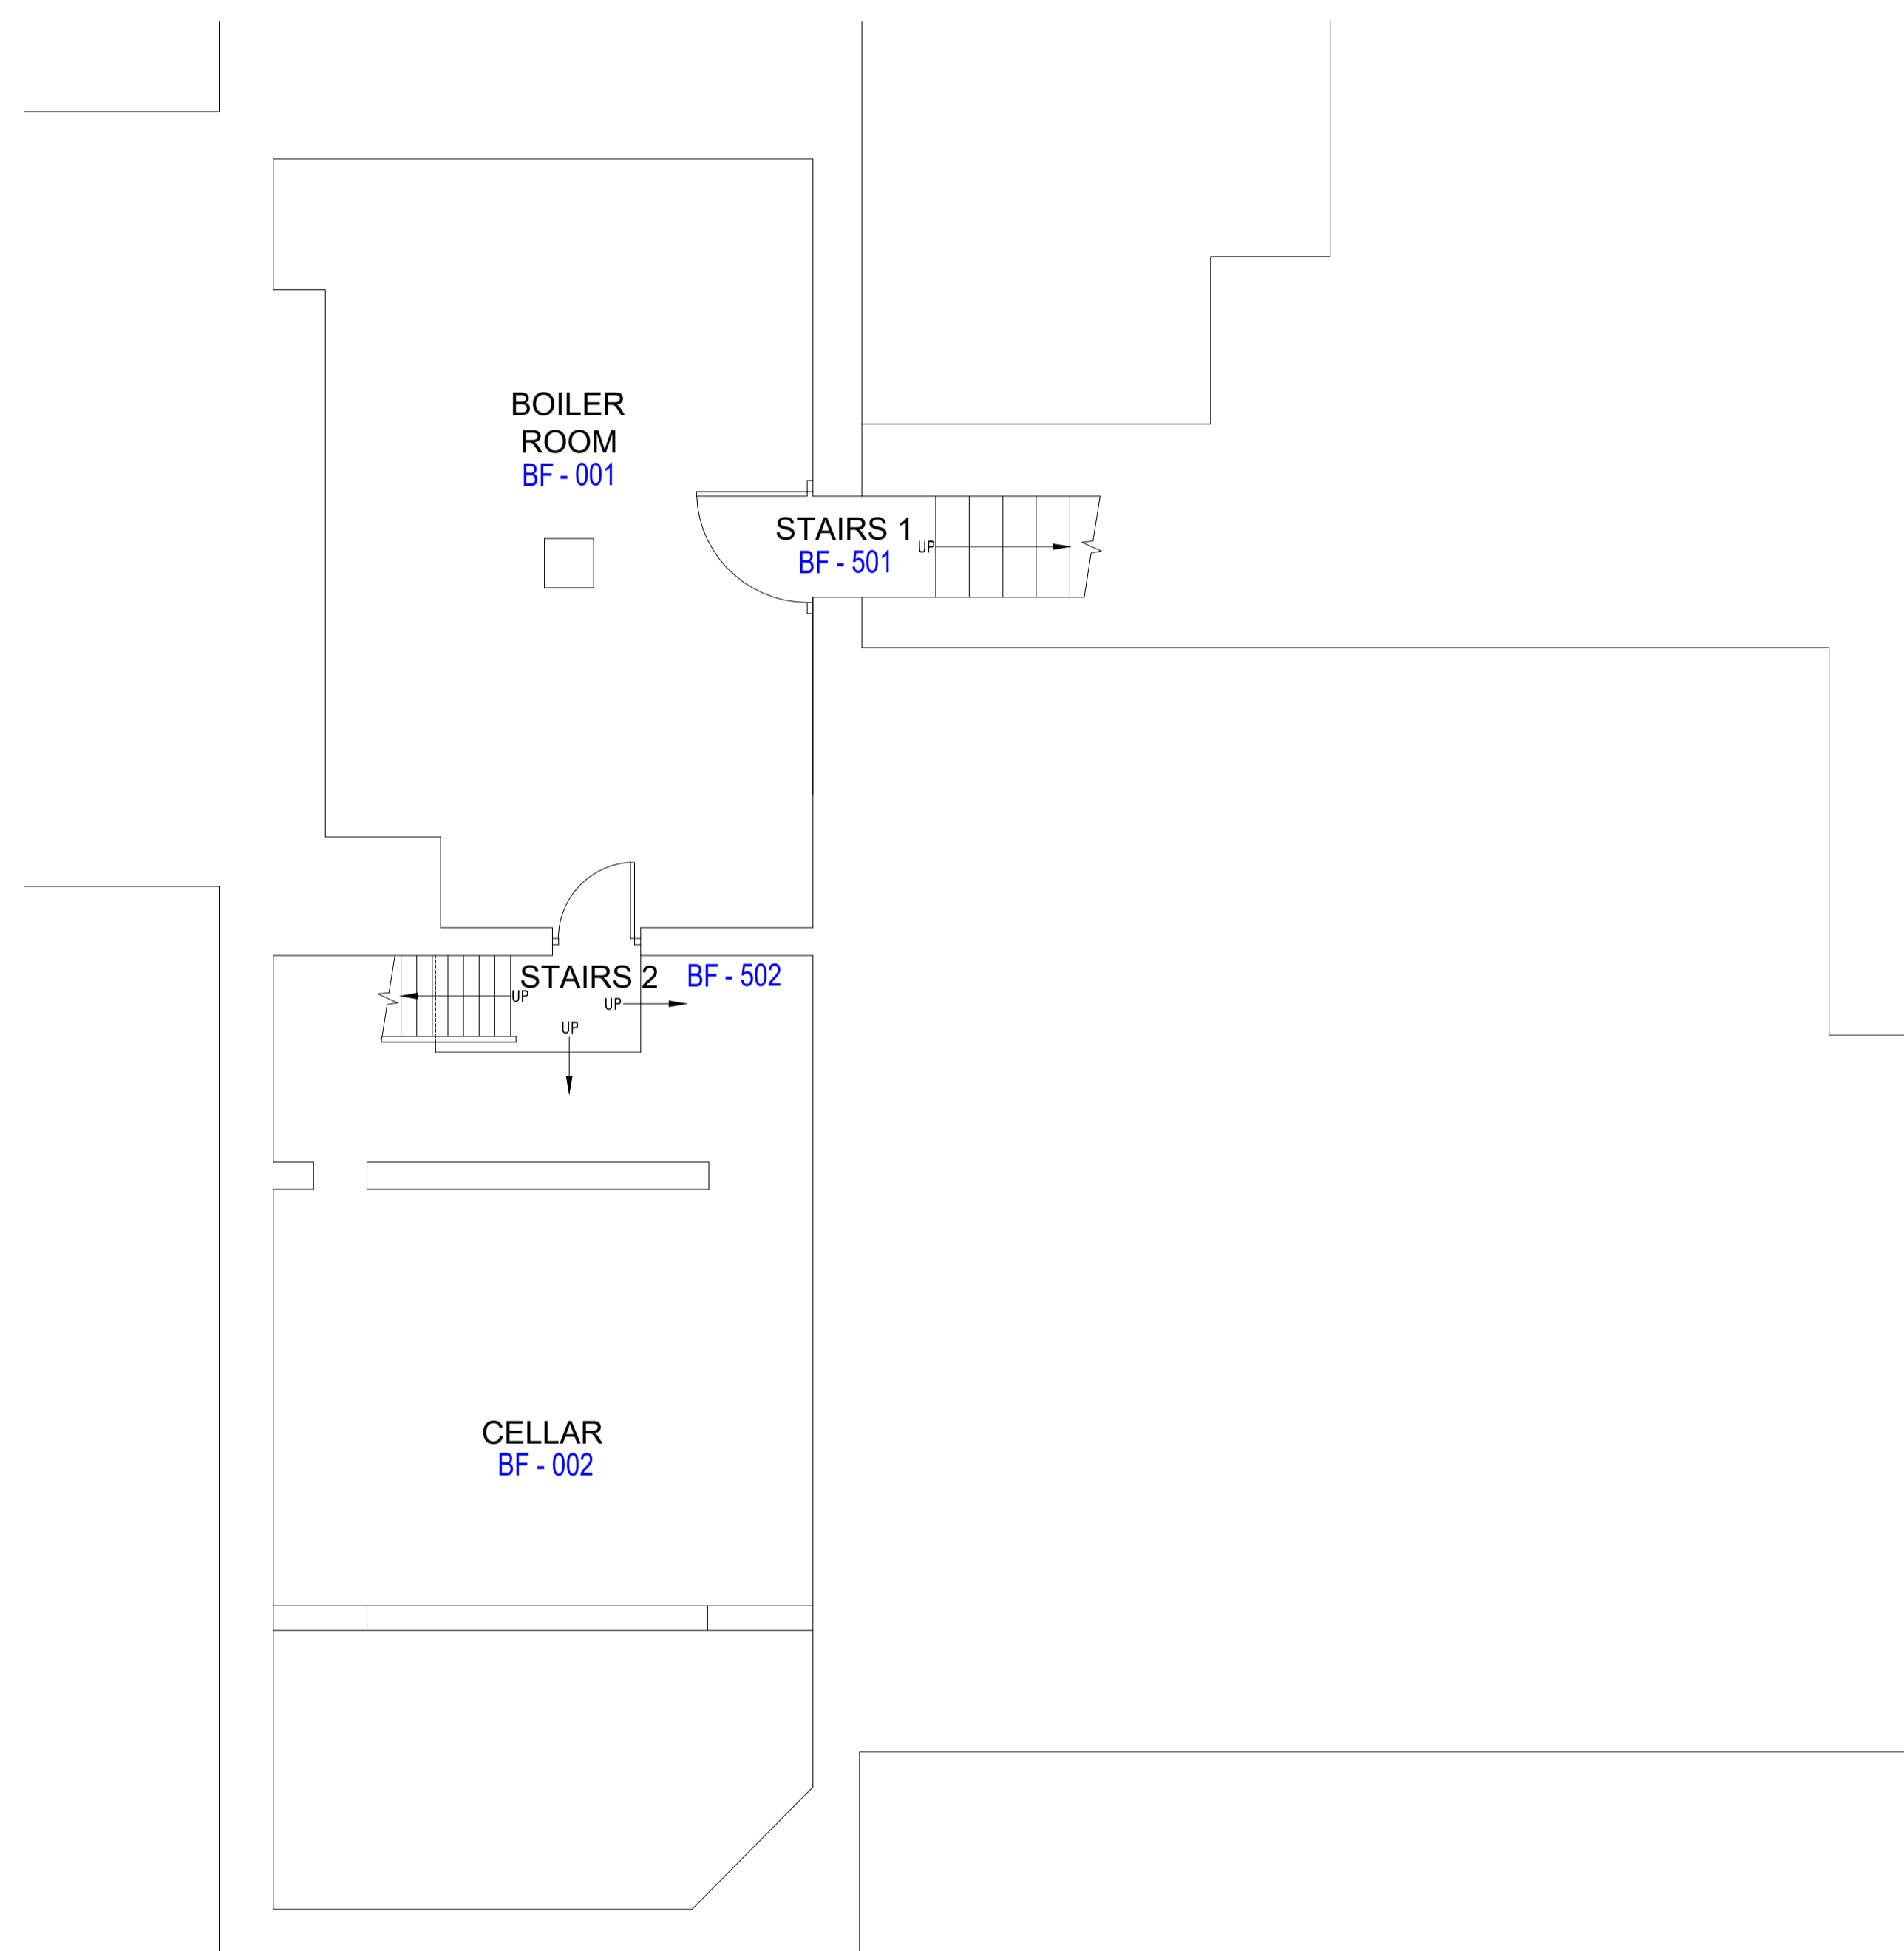 BOILER
ROOM
BF - 001
STAIRS 1
BF - 501
UP
STAIRS 2
BF - 502
UP
UP
UP
CELLAR
BF - 002